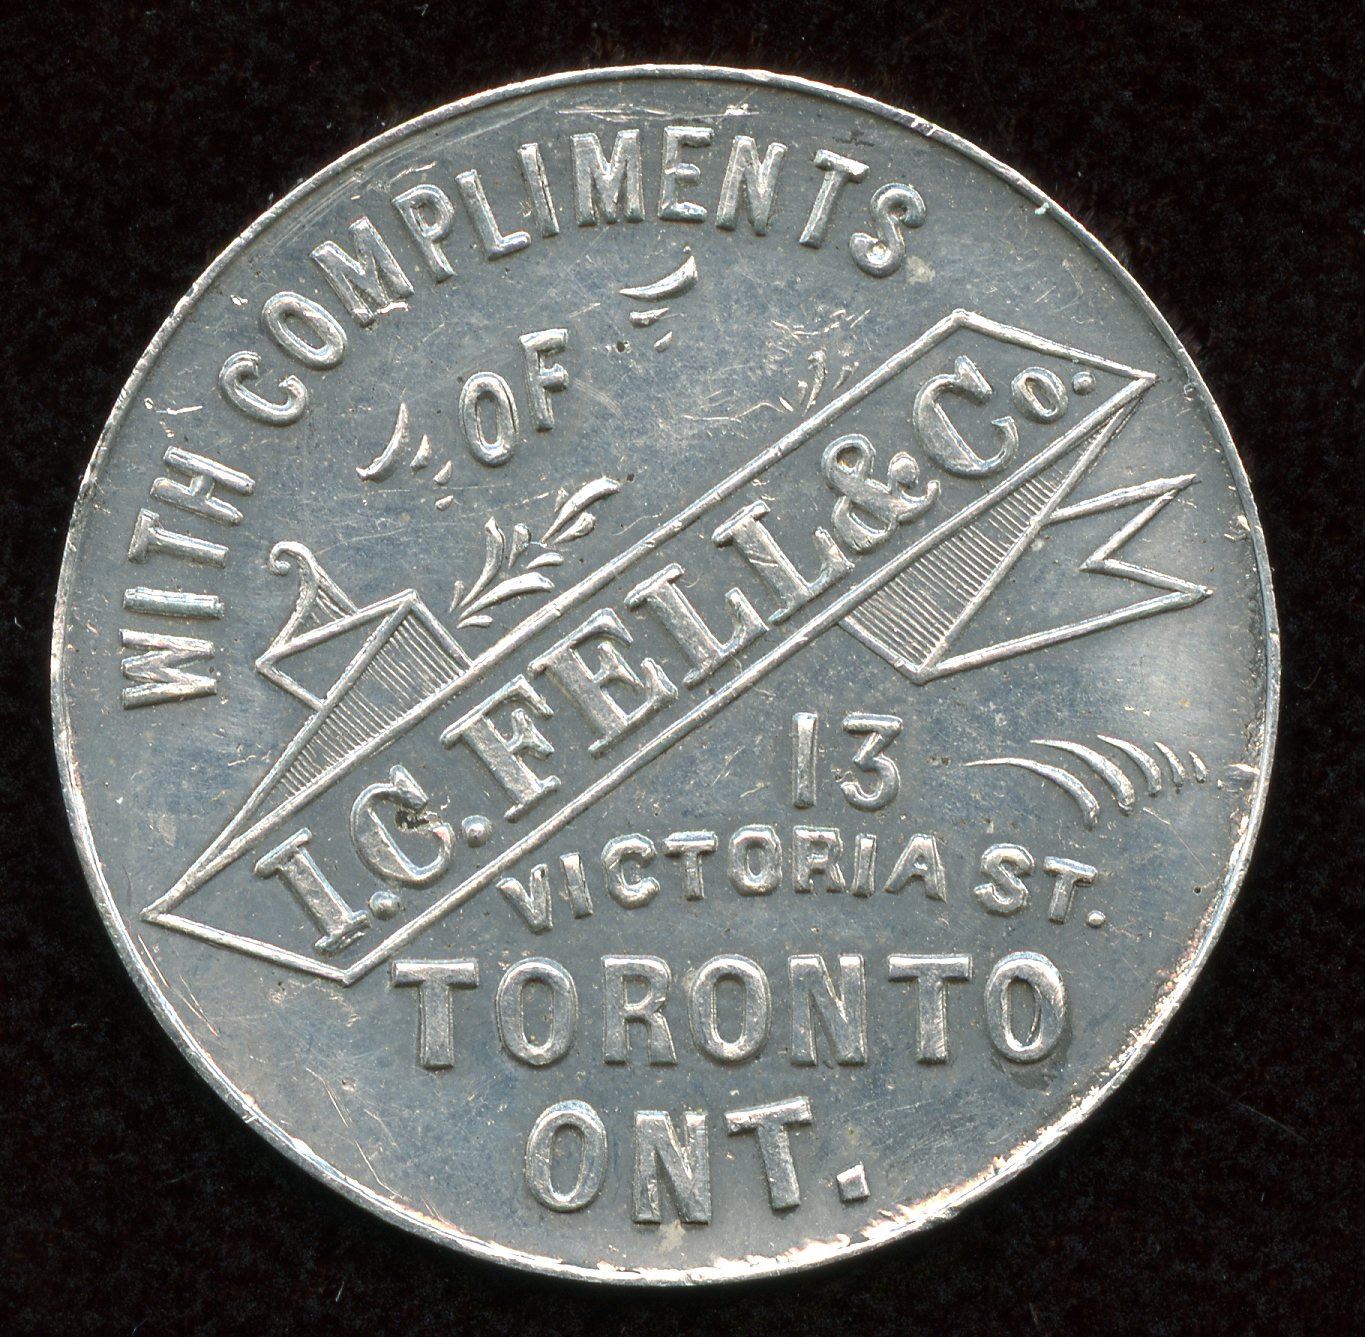 WITH COMPLIMENTS
OF
I.C. FELL & Co.
13
VICTORIA ST.
TORONTO
ONT.